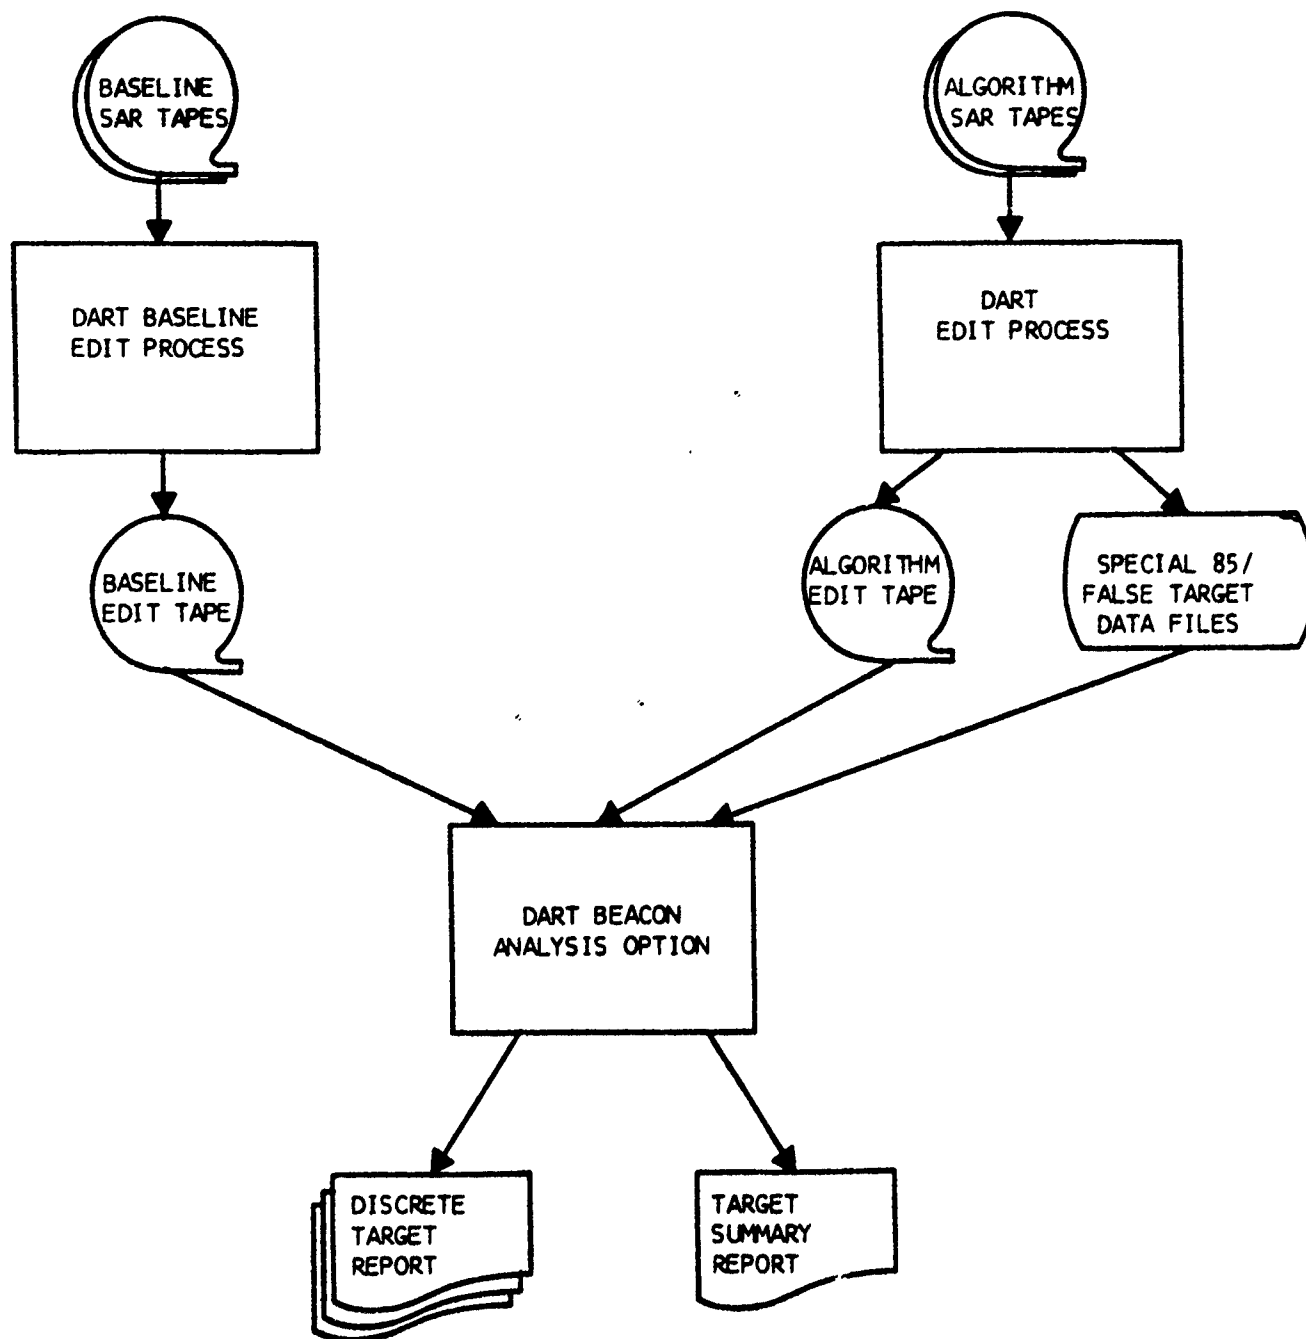 BASELINE
SAR TAPES
ALGORITHM
SAR TAPES
DART BASELINE
EDIT PROCESS
DART
EDIT PROCESS
BASELINE
EDIT TAPE
ALGORITHM
EDIT TAPE
SPECIAL 85/
FALSE TARGET
DATA FILES
DART BEACON
ANALYSIS OPTION
DISCRETE
TARGET
REPORT
TARGET
SUMMARY
REPORT